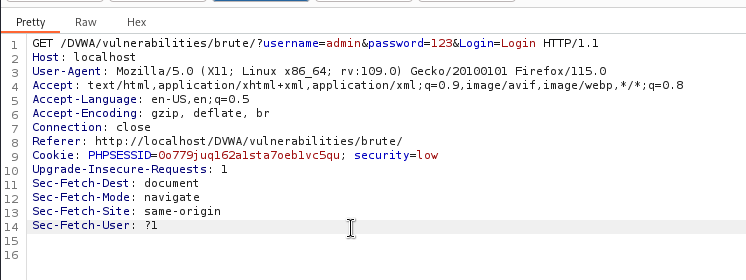 Pretty Raw Hex
1 GET /DVWA/vulnerabilities/brute/?username=admin&password=123&Login=Login HTTP/1.1
2 Host: localhost
3 User-Agent: Mozilla/5.0 (X11; Linux x86_64; rv:109.0) Gecko/20100101 Firefox/115.0
4 Accept: text/html,application/xhtml+xml,application/xml;q=0.9,image/avif,image/webp,*/*;q=0.8
5 Accept-Language: en-US,en;q=0.5
6 Accept-Encoding: gzip, deflate, br
7 Connection: close
8 Referer: http://localhost/DVWA/vulnerabilities/brute/
9 Cookie: PHPSESSID=0o779juq162a1sta7oeb1vc5qu; security=low
10 Upgrade-Insecure-Requests: 1
11 Sec-Fetch-Dest: document
12 Sec-Fetch-Mode: navigate
13 Sec-Fetch-Site: same-origin
14 Sec-Fetch-User: ?1
15
16